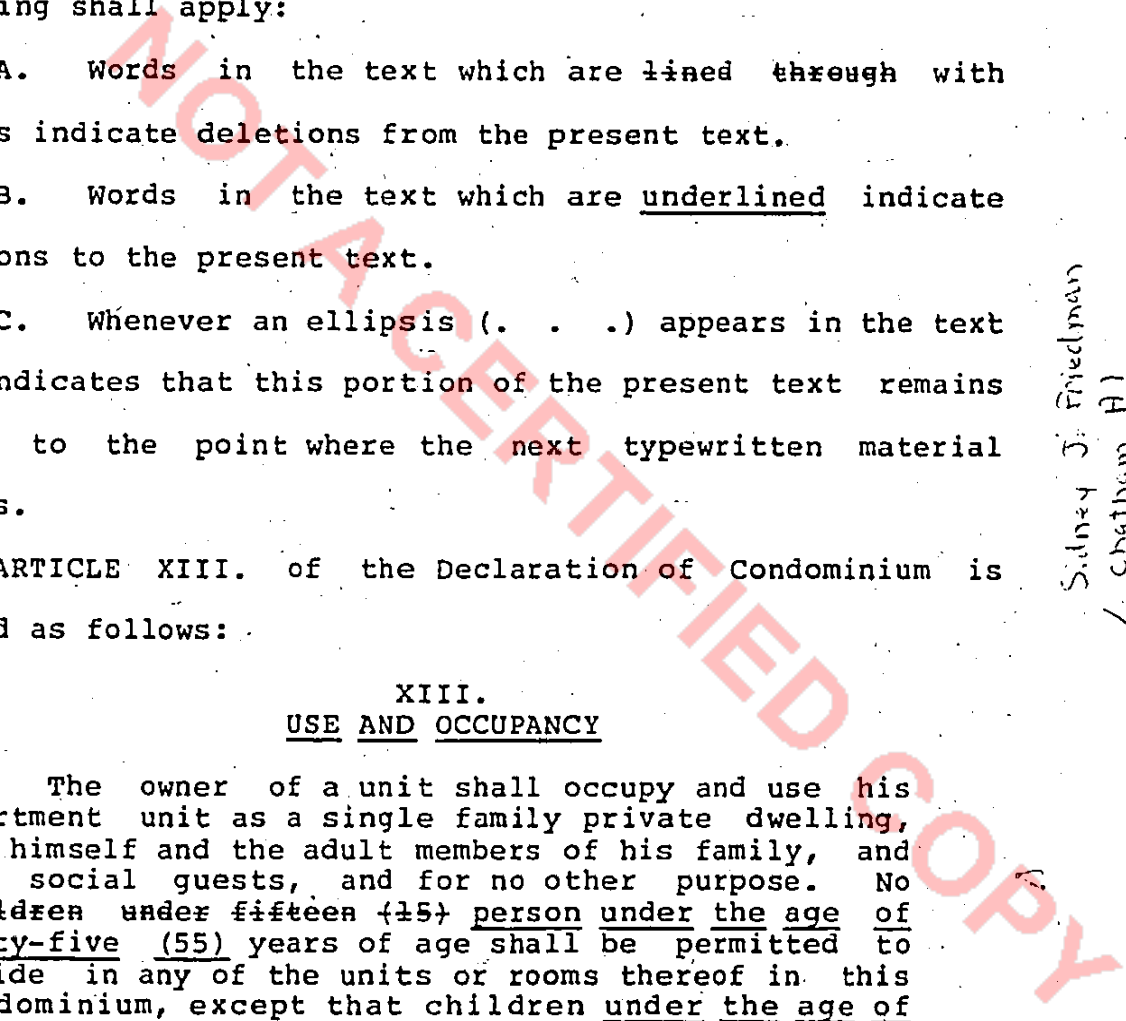 ing shall apply:
A. Words in the text which are lined through with
s indicate deletions from the present text.
B. Words in the text which are underlined indicate
ons to the present text.
C. Whenever an ellipsis (. . .) appears in the text
ndicates that this portion of the present text remains
to the point where the next typewritten material
s.
ARTICLE XIII. of the Declaration of Condominium is
d as follows:
XIII.
USE AND OCCUPANCY
The owner of a unit shall occupy and use his
rtment unit as a single family private dwelling,
himself and the adult members of his family, and
social guests, and for no other purpose. No
ldren under fifteen (15) person under the age of
ty-five (55) years of age shall be permitted to
ide in any of the units or rooms thereof in this
dominium, except that children under the age of
Sidney J. Friedman
Chatham A1
NOT A CERTIFIED COPY